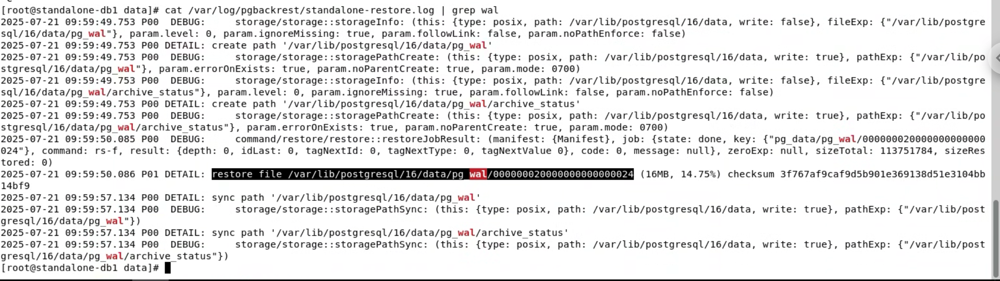 [root@standalone-db1 data]# cat /var/log/pgbackrest/standalone-restore.log | grep wal
2025-07-21 09:59:49.753 P00  DEBUG:     storage/storage::storageInfo: (this: {type: posix, path: /var/lib/postgresql/16/data, write: false}, fileExp: {"/var/lib/postgre
sql/16/data/pg_wal"}, param.level: 0, param.ignoreMissing: true, param.followLink: false, param.noPathEnforce: false)
2025-07-21 09:59:49.753 P00 DETAIL: create path '/var/lib/postgresql/16/data/pg_wal'
2025-07-21 09:59:49.753 P00  DEBUG:     storage/storage::storagePathCreate: (this: {type: posix, path: /var/lib/postgresql/16/data, write: true}, pathExp: {"/var/lib/po
stgresql/16/data/pg_wal"}, param.errorOnExists: true, param.noParentCreate: true, param.mode: 0700)
2025-07-21 09:59:49.753 P00  DEBUG:     storage/storage::storageInfo: (this: {type: posix, path: /var/lib/postgresql/16/data, write: false}, fileExp: {"/var/lib/postgre
sql/16/data/pg_wal/archive_status"}, param.level: 0, param.ignoreMissing: true, param.followLink: false, param.noPathEnforce: false)
2025-07-21 09:59:49.753 P00 DETAIL: create path '/var/lib/postgresql/16/data/pg_wal/archive_status'
2025-07-21 09:59:49.753 P00  DEBUG:     storage/storage::storagePathCreate: (this: {type: posix, path: /var/lib/postgresql/16/data, write: true}, pathExp: {"/var/lib/po
stgresql/16/data/pg_wal/archive_status"}, param.errorOnExists: true, param.noParentCreate: true, param.mode: 0700)
2025-07-21 09:59:50.085 P00  DEBUG:     command/restore/restore::restoreJobResult: (manifest: {Manifest}, job: {state: done, key: {"pg_data/pg_wal/000000020000000000000
024"}, command: rs-f, result: {depth: 0, idLast: 0, tagNextId: 0, tagNextType: 0, tagNextValue 0}, code: 0, message: null}, zeroExp: null, sizeTotal: 113751784, sizeRes
tored: 0)
2025-07-21 09:59:50.086 P01 DETAIL: restore file /var/lib/postgresql/16/data/pg_wal/000000020000000000000024 (16MB, 14.75%) checksum 3f767af9caf9d5b901e369138d51e3104bb
14bf9
2025-07-21 09:59:57.134 P00 DETAIL: sync path '/var/lib/postgresql/16/data/pg_wal'
2025-07-21 09:59:57.134 P00  DEBUG:     storage/storage::storagePathSync: (this: {type: posix, path: /var/lib/postgresql/16/data, write: true}, pathExp: {"/var/lib/post
gresql/16/data/pg_wal"})
2025-07-21 09:59:57.134 P00 DETAIL: sync path '/var/lib/postgresql/16/data/pg_wal/archive_status'
2025-07-21 09:59:57.134 P00  DEBUG:     storage/storage::storagePathSync: (this: {type: posix, path: /var/lib/postgresql/16/data, write: true}, pathExp: {"/var/lib/post
gresql/16/data/pg_wal/archive_status"})
[root@standalone-db1 data]#